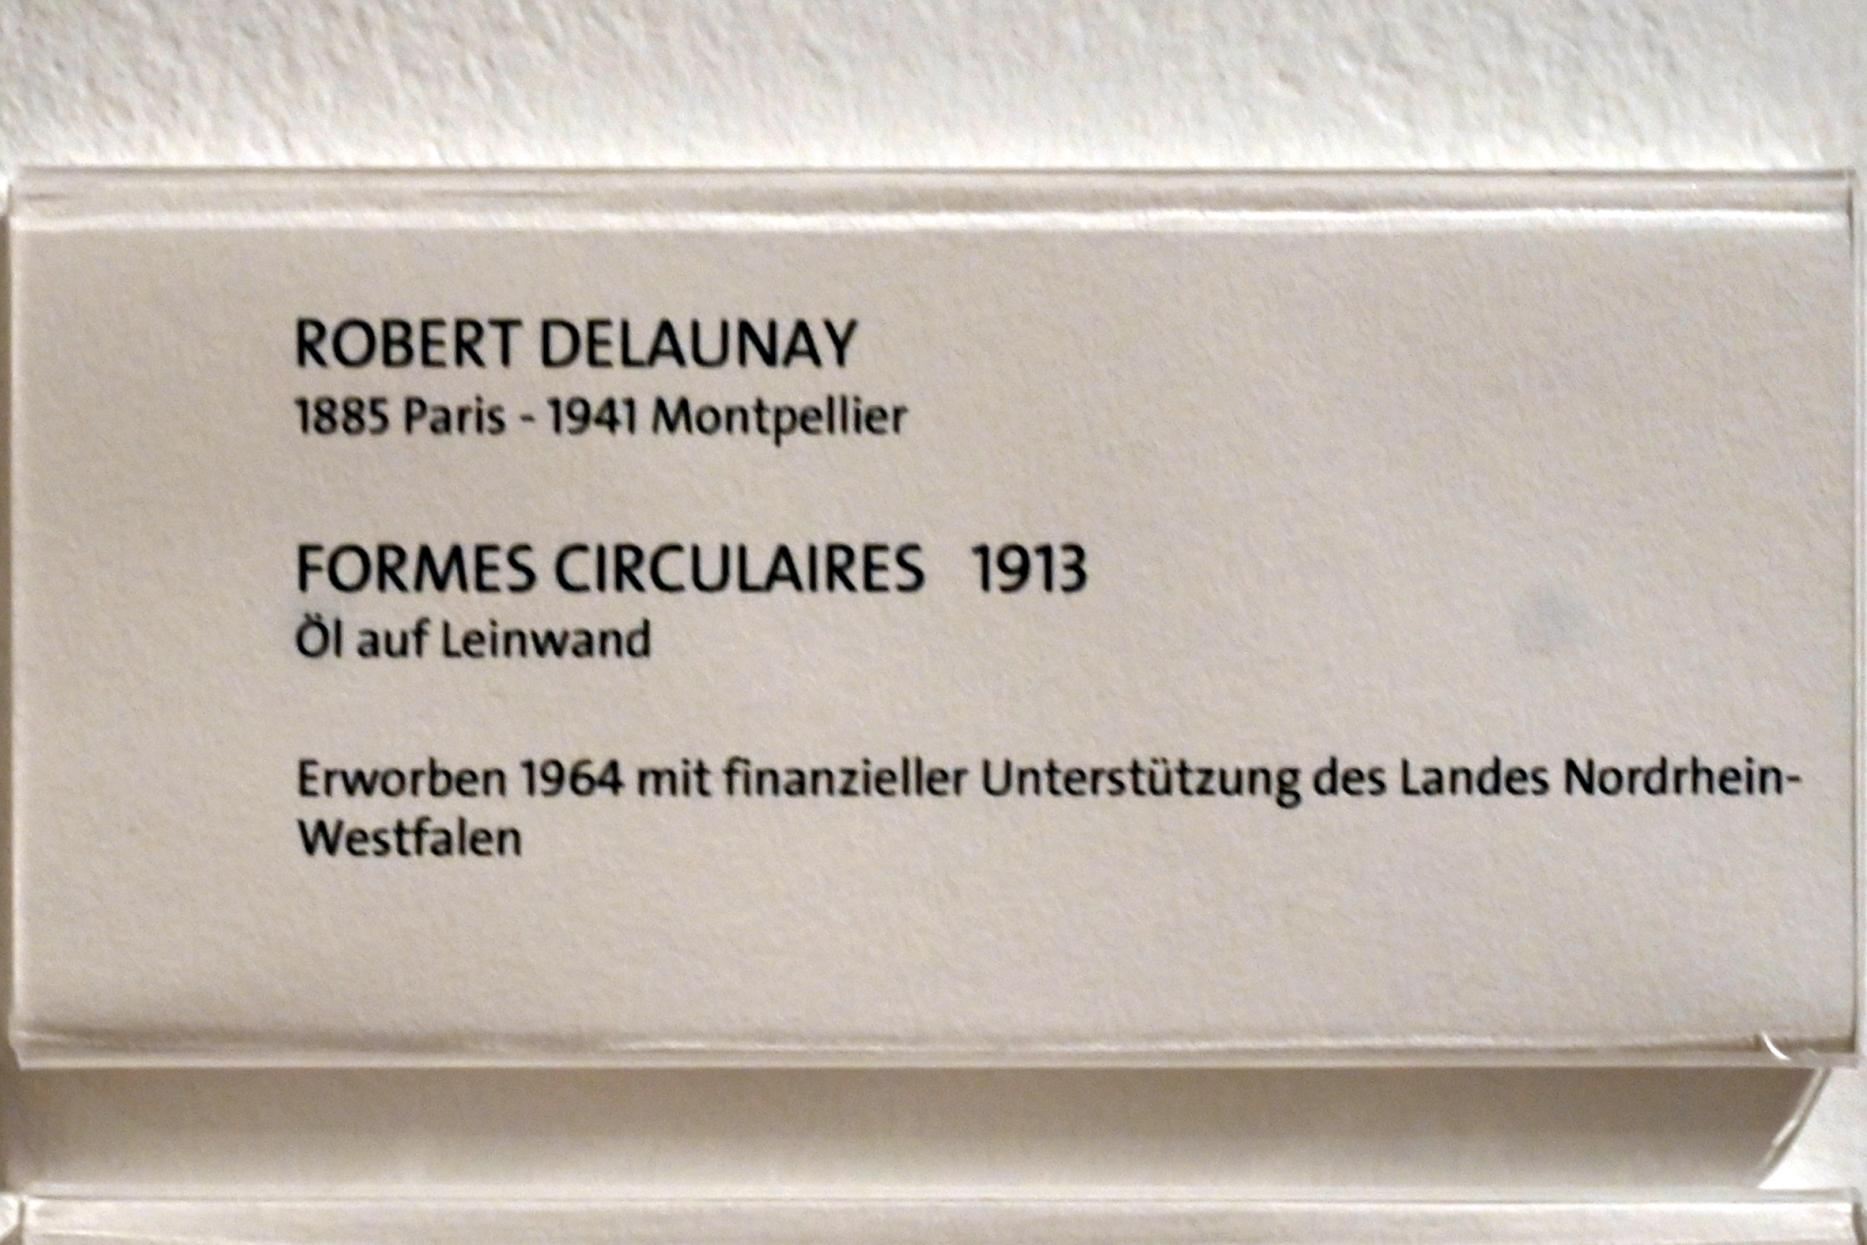 ROBERT DELAUNAY
1885 Paris - 1941 Montpellier
FORMES CIRCULAIRES 1913
Öl auf Leinwand
Erworben 1964 mit finanzieller Unterstützung des Landes Nordrhein-
Westfalen